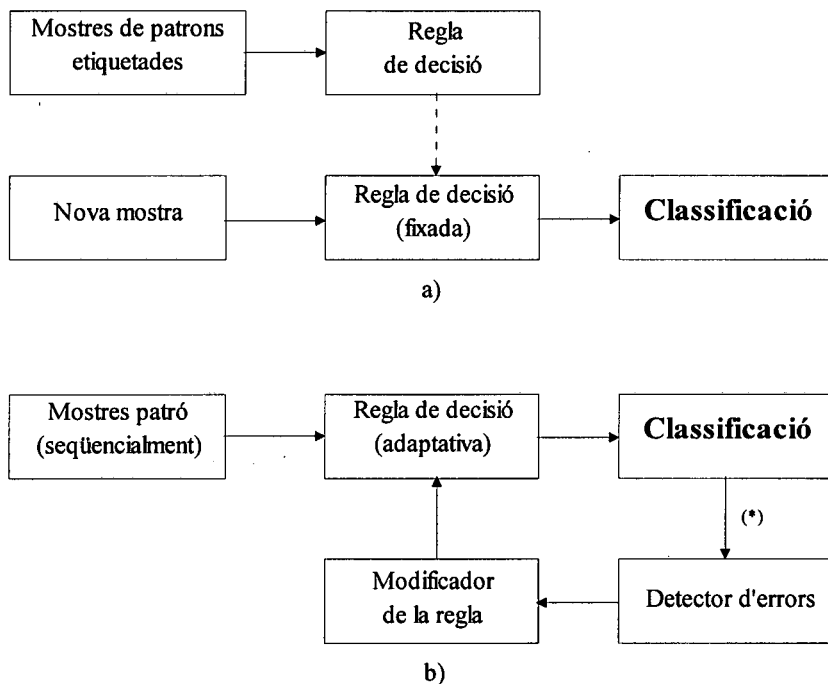 Mostres de patrons
etiquetades
Regla
de decisió
Nova mostra
Regla de decisió
(fixada)
Classificació
a)
Mostres patró
(seqüencialment)
Regla de decisió
(adaptativa)
Classificació
(*)
Modificador
de la regla
Detector d'errors
b)